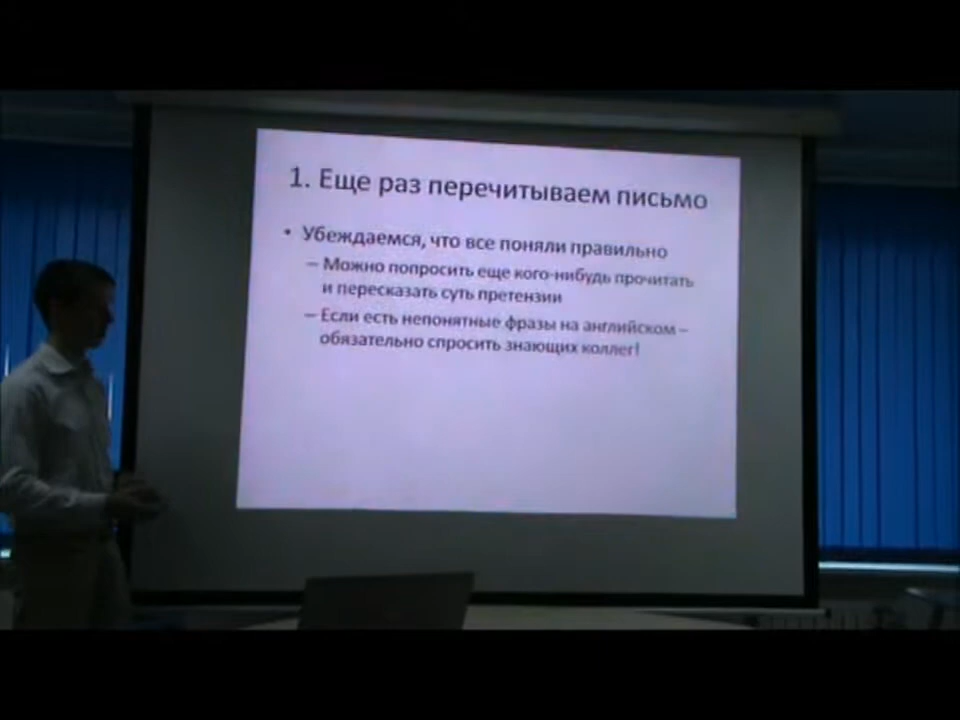 1. Еще раз перечитываем письмо
• Убеждаемся, что все поняли правильно
– Можно попросить еще кого-нибудь прочитать
и пересказать суть претензии
– Если есть непонятные фразы на английском –
обязательно спросить знающих коллег!